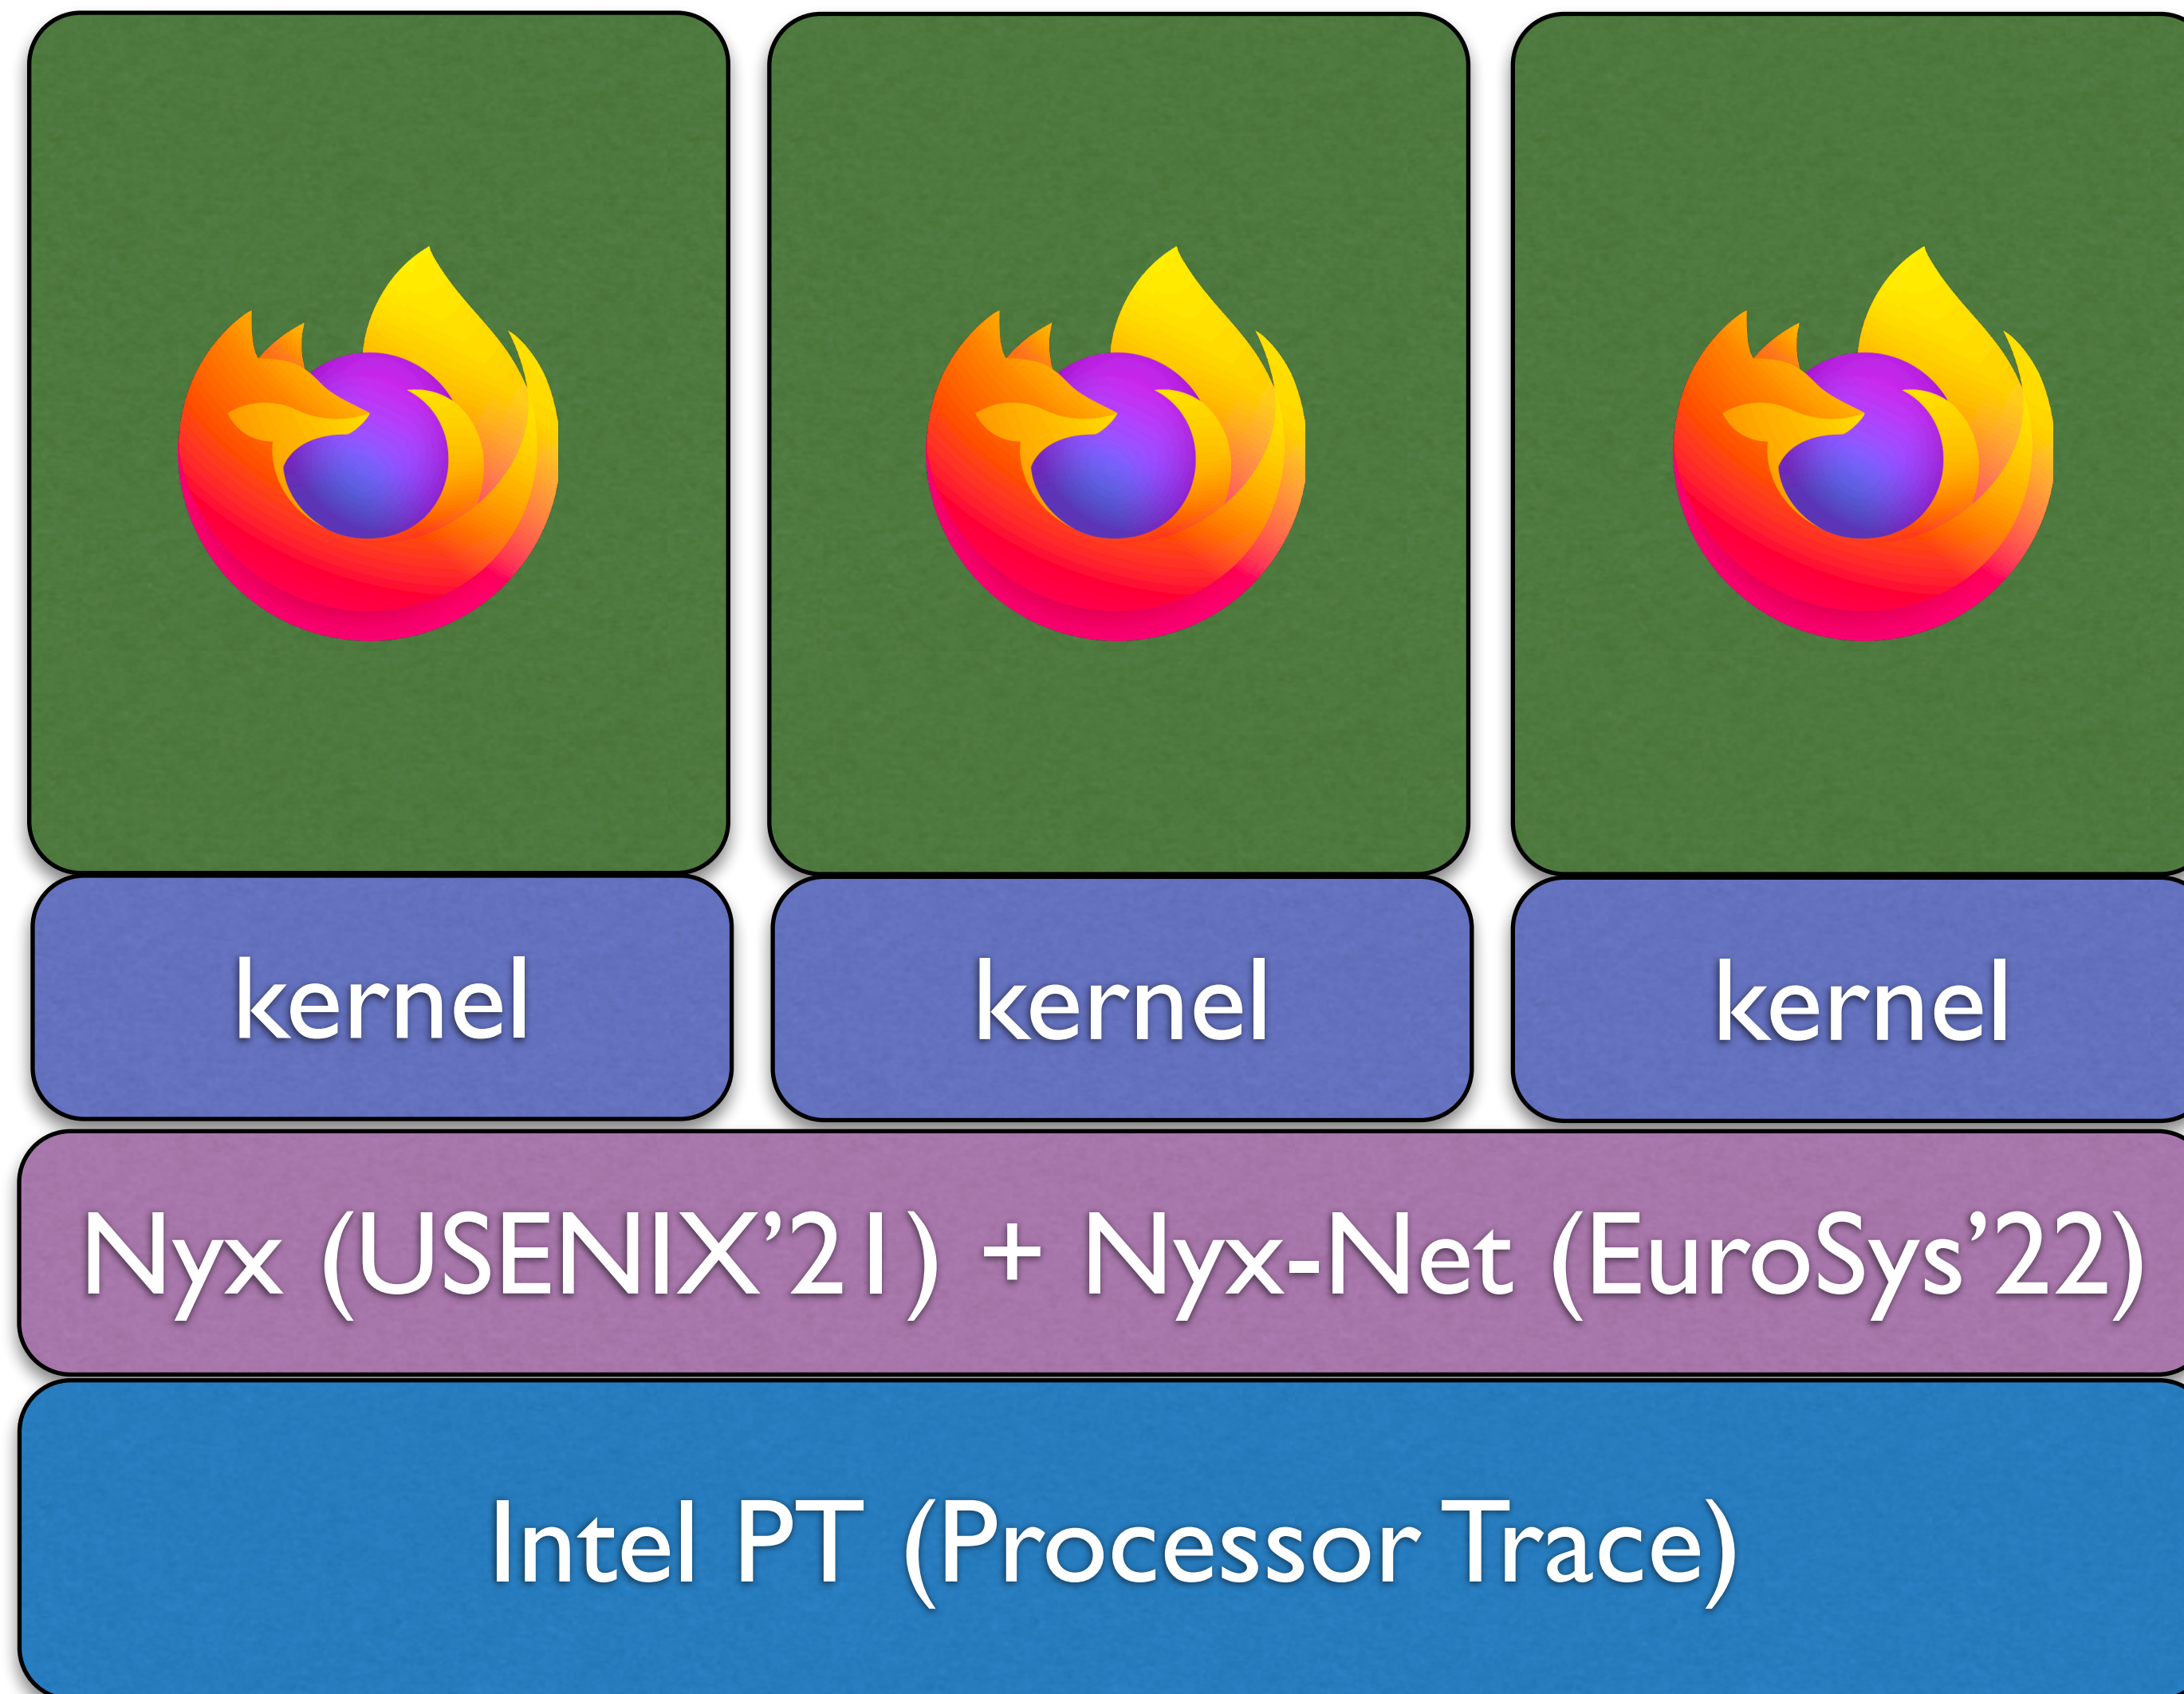 kernel
kernel
kernel
Nyx (USENIX’21) + Nyx-Net (EuroSys’22)
Intel PT (Processor Trace)